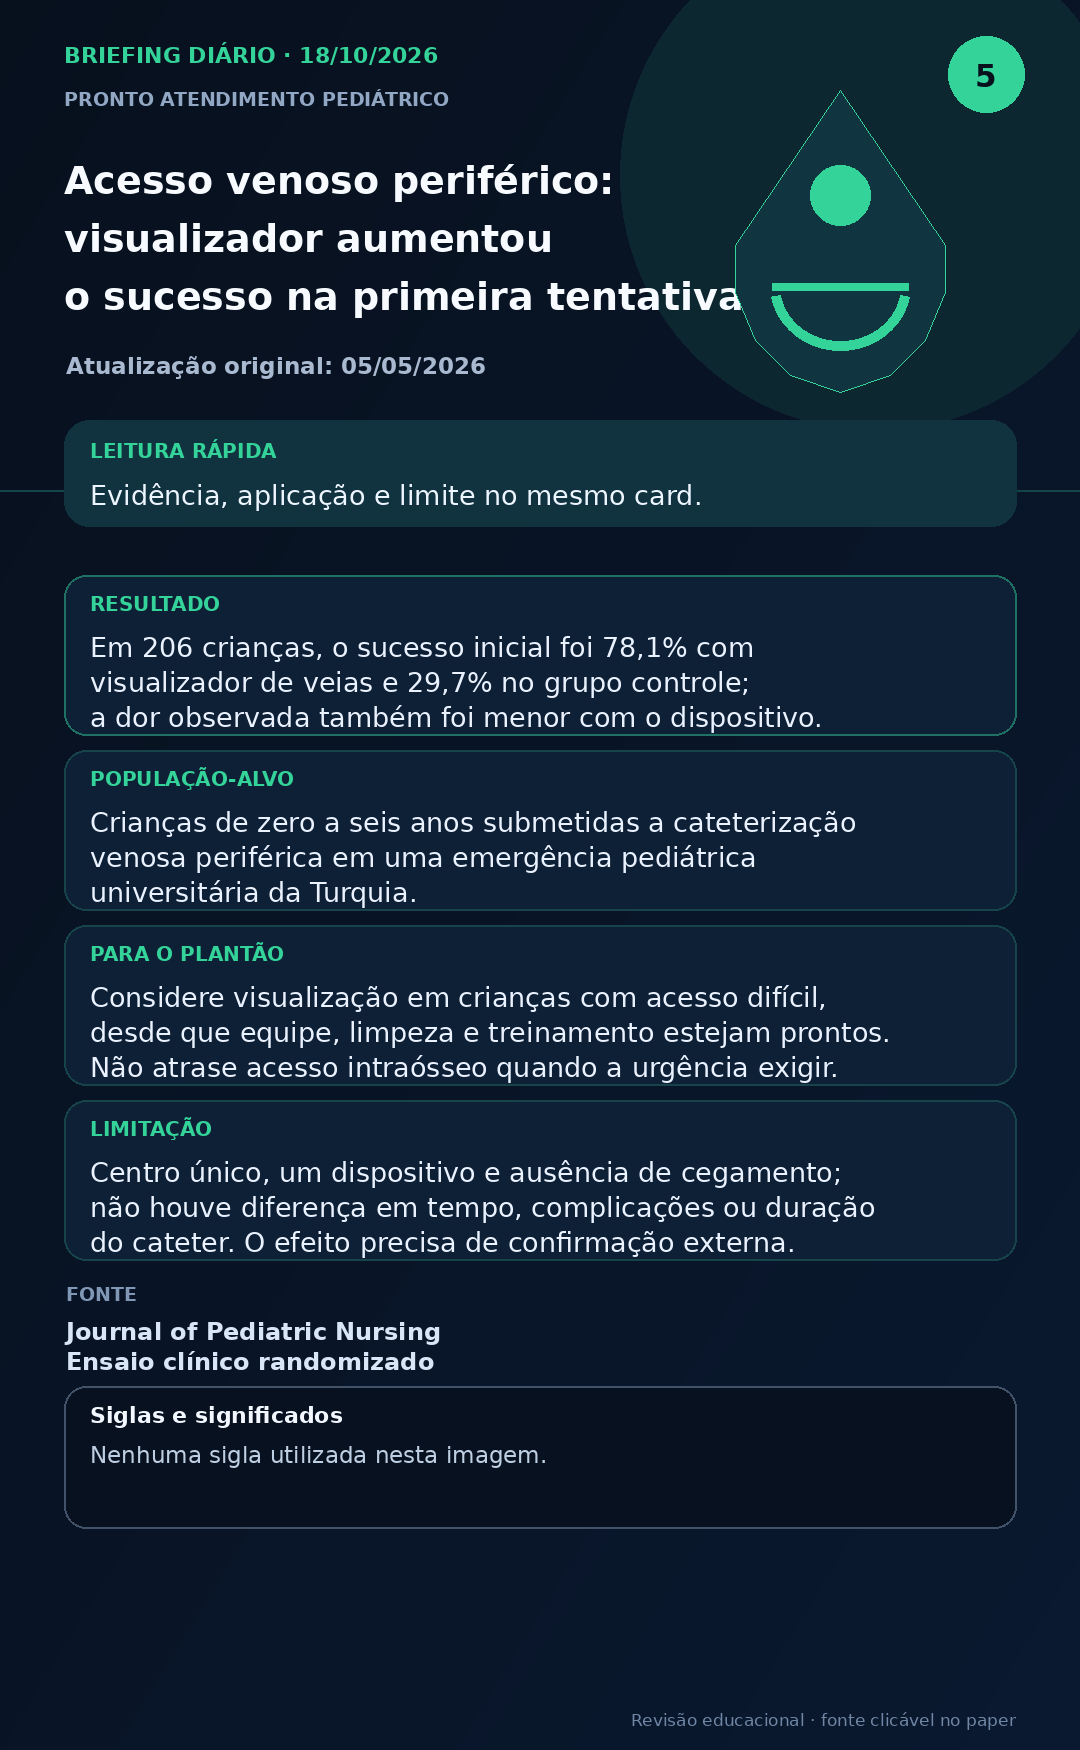 BRIEFING DIÁRIO · 18/10/2026
5
PRONTO ATENDIMENTO PEDIÁTRICO
Acesso venoso periférico:
visualizador aumentou
o sucesso na primeira tentativa
Atualização original: 05/05/2026
LEITURA RÁPIDA
Evidência, aplicação e limite no mesmo card.
RESULTADO
Em 206 crianças, o sucesso inicial foi 78,1% com
visualizador de veias e 29,7% no grupo controle;
a dor observada também foi menor com o dispositivo.
POPULAÇÃO-ALVO
Crianças de zero a seis anos submetidas a cateterização
venosa periférica em uma emergência pediátrica
universitária da Turquia.
PARA O PLANTÃO
Considere visualização em crianças com acesso difícil,
desde que equipe, limpeza e treinamento estejam prontos.
Não atrase acesso intraósseo quando a urgência exigir.
LIMITAÇÃO
Centro único, um dispositivo e ausência de cegamento;
não houve diferença em tempo, complicações ou duração
do cateter. O efeito precisa de confirmação externa.
FONTE
Journal of Pediatric Nursing
Ensaio clínico randomizado
Siglas e significados
Nenhuma sigla utilizada nesta imagem.
Revisão educacional · fonte clicável no paper